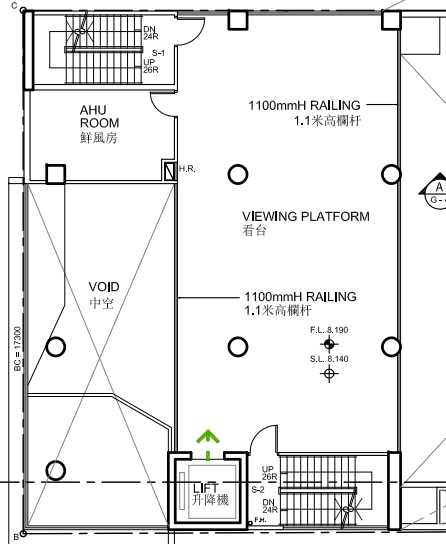 C
DN
24R
S-1
UP
26R
AHU
ROOM
鮮風房
1100mmH RAILING
1.1米高欄杆
H.R.
A
G-4
VIEWING PLATFORM
看台
VOID
中空
1100mmH RAILING
1.1米高欄杆
F.L. 8.190
S.L. 8.140
BC = 17300
UP
26R
S-2
LIFT
升降機
DN
24R
F.H.
B